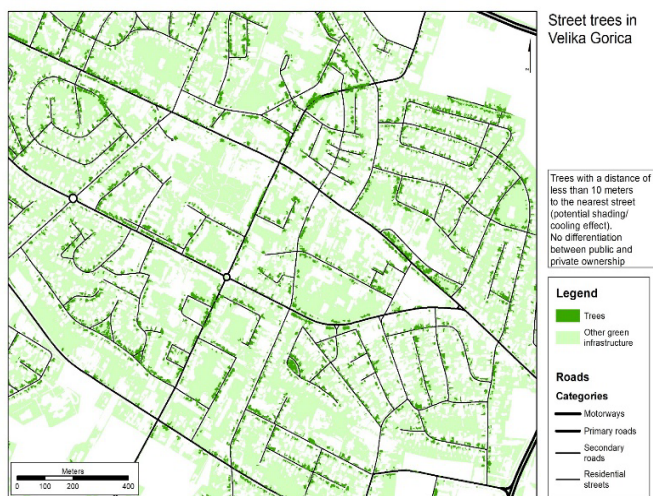 Street trees in
Velika Gorica
Trees with a distance of
less than 10 meters
to the nearest street
(potential shading/
cooling effect).
No differentiation
between public and
private ownership
Legend
Trees
Other green
infrastructure
Roads
Categories
Motorways
Primary roads
Secondary
roads
Residential
streets
Meters
0 100 200 400